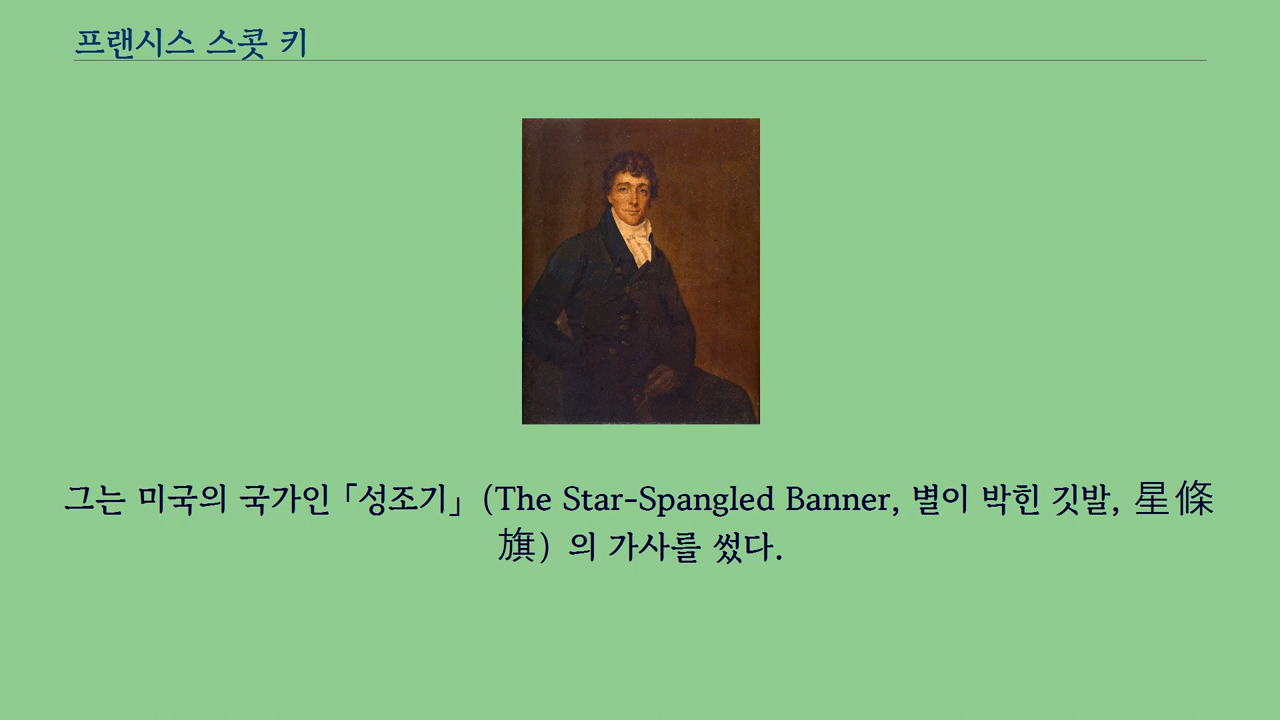 프랜시스 스콧 키
그는 미국의 국가인 「성조기」 (The Star-Spangled Banner, 별이 박힌 깃발, 星條
旗) 의 가사를 썼다.